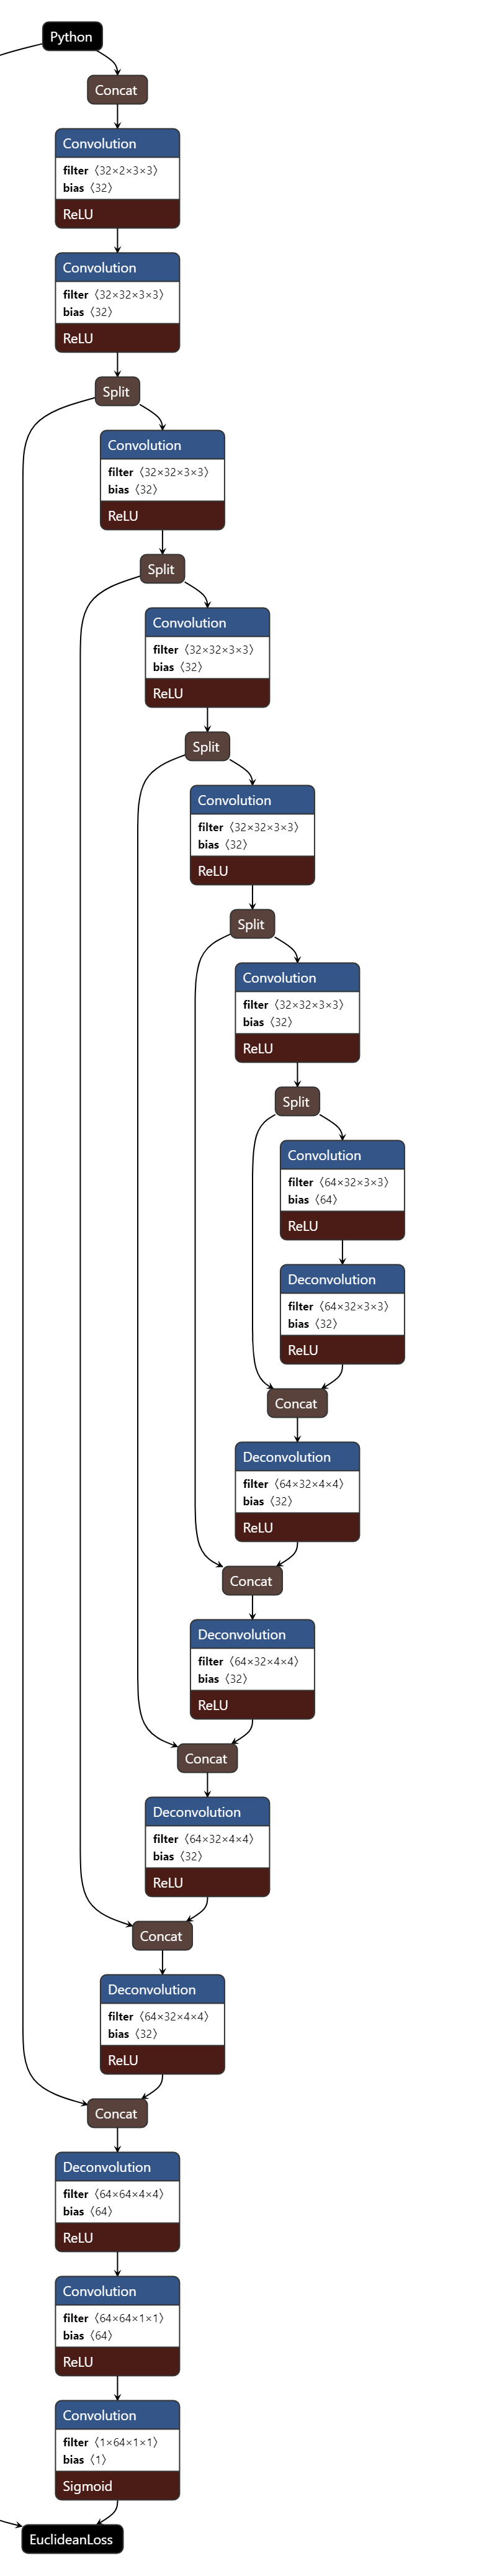 Python
Concat
Convolution
filter〈32×2×3×3〉
bias〈32〉
ReLU
Convolution
filter〈32×32×3×3〉
bias〈32〉
ReLU
Split
Convolution
filter〈32×32×3×3〉
bias〈32〉
ReLU
Split
Convolution
filter〈32×32×3×3〉
bias〈32〉
ReLU
Split
Convolution
filter〈32×32×3×3〉
bias〈32〉
ReLU
Split
Convolution
filter〈32×32×3×3〉
bias〈32〉
ReLU
Split
Convolution
filter〈64×32×3×3〉
bias〈64〉
ReLU
Deconvolution
filter〈64×32×3×3〉
bias〈32〉
ReLU
Concat
Deconvolution
filter〈64×32×4×4〉
bias〈32〉
ReLU
Concat
Deconvolution
filter〈64×32×4×4〉
bias〈32〉
ReLU
Concat
Deconvolution
filter〈64×32×4×4〉
bias〈32〉
ReLU
Concat
Deconvolution
filter〈64×32×4×4〉
bias〈32〉
ReLU
Concat
Deconvolution
filter〈64×64×4×4〉
bias〈64〉
ReLU
Convolution
filter〈64×64×1×1〉
bias〈64〉
ReLU
Convolution
filter〈1×64×1×1〉
bias〈1〉
Sigmoid
EuclideanLoss